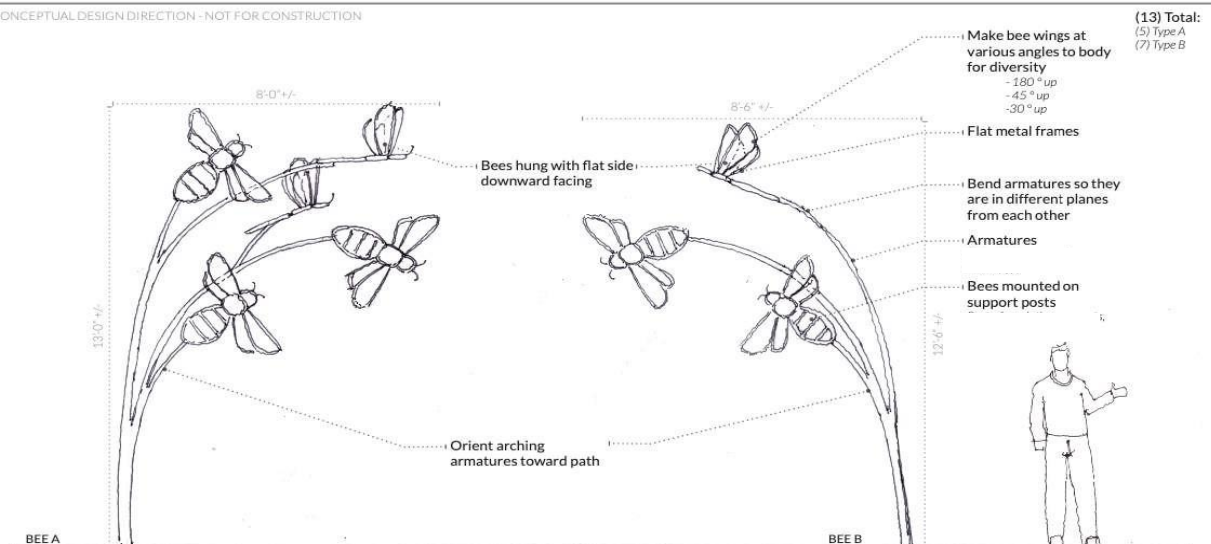 ONCEPTUAL DESIGN DIRECTION - NOT FOR CONSTRUCTION
(13) Total:
(5) Type A
(7) Type B
Make bee wings at
various angles to body
for diversity
- 180 ° up
- 45 ° up
-30 ° up
8'-0"+/-
8'-6" +/-
Flat metal frames
Bees hung with flat side
downward facing
Bend armatures so they
are in different planes
from each other
Armatures
Bees mounted on
support posts
13'-0" +/-
12'-6" +/-
Orient arching
armatures toward path
BEE A
BEE B